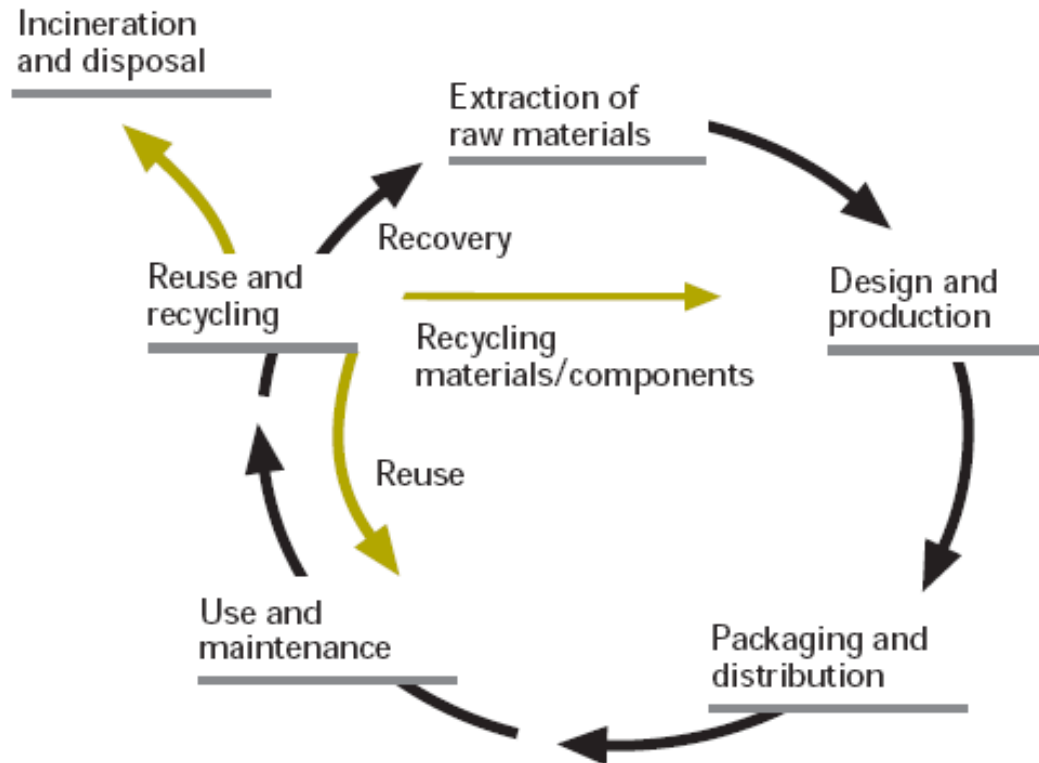 Incineration
and disposal
Extraction of
raw materials
Recovery
Reuse and
recycling
Design and
production
Recycling
materials/components
Reuse
Use and
maintenance
Packaging and
distribution